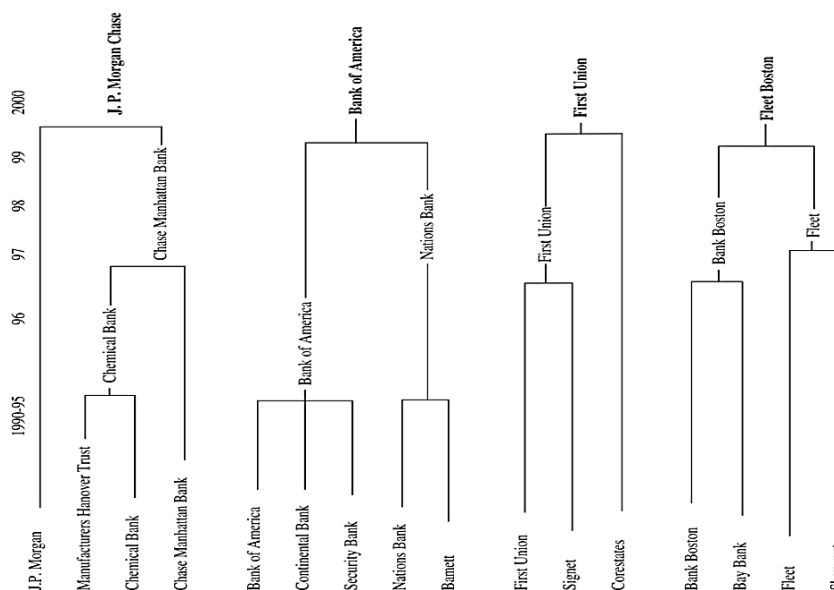 J. P. Morgan Chase
Bank of America
First Union
Fleet Boston
2000
99
98
97
96
1990-95
Chase Manhattan Bank
Nations Bank
First Union
Bank Boston
Fleet
Chemical Bank
Bank of America
J.P. Morgan
Manufacturers Hanover Trust
Chemical Bank
Chase Manhattan Bank
Bank of America
Continental Bank
Security Bank
Nations Bank
Barnett
First Union
Signet
Corestates
Bank Boston
Bay Bank
Fleet